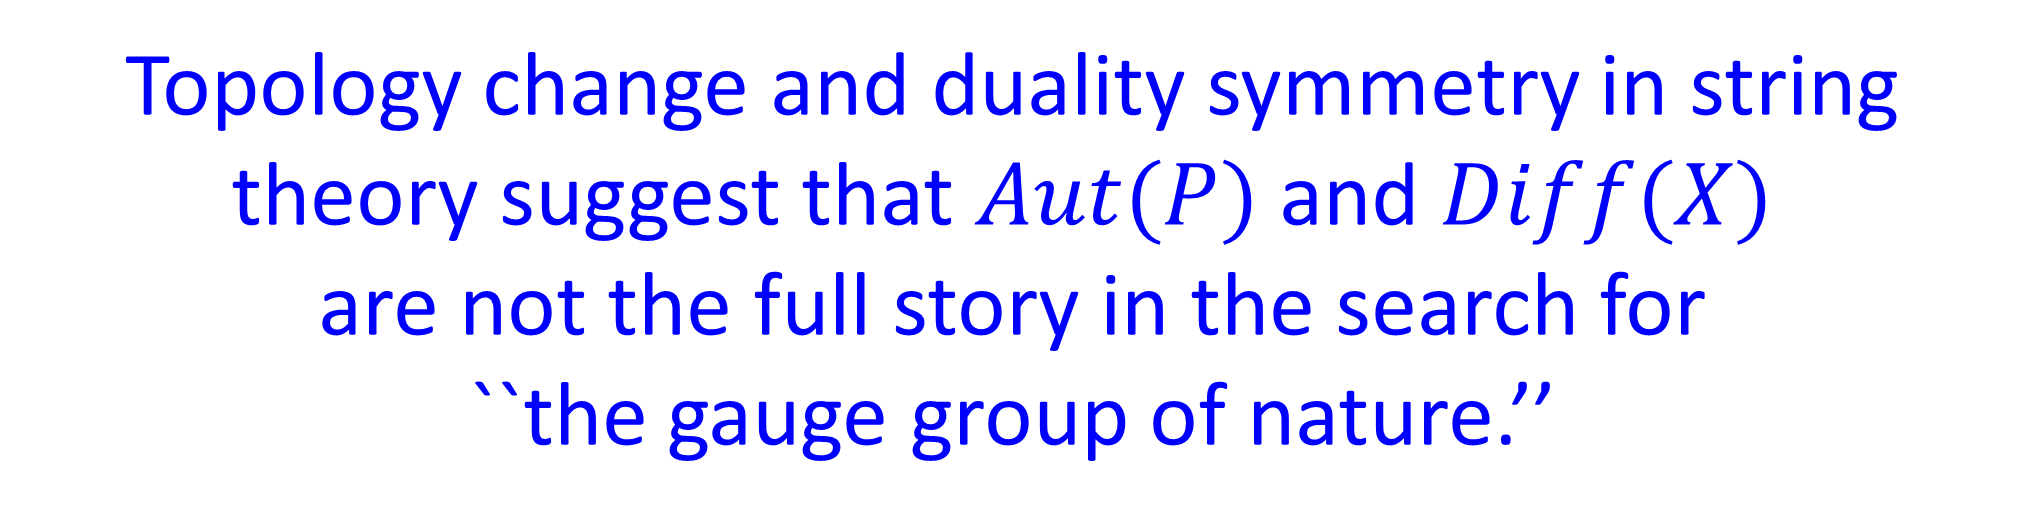 Topology change and duality symmetry in string
theory suggest that 𝐴𝑢𝑡(𝑃) and 𝐷𝑖𝑓𝑓(𝑋)
are not the full story in the search for
``the gauge group of nature.’’